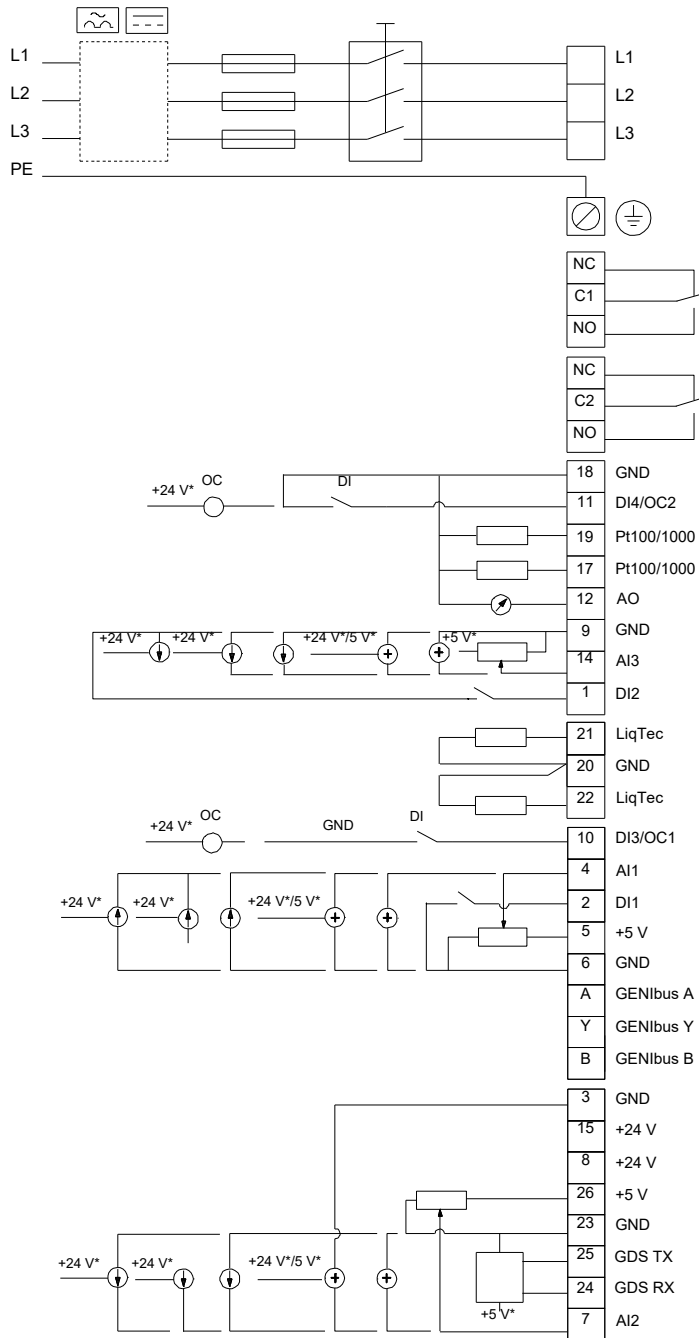 L1 L1
L2 L2
L3 L3
PE
NC
C1
NO
NC
C2
NO
18 GND
+24 V* OC DI 11 DI4/OC2
19 Pt100/1000
17 Pt100/1000
12 AO
9 GND
+24 V* +24 V* +24 V*/5 V* +5 V*
14 AI3
1 DI2
21 LiqTec
20 GND
22 LiqTec
+24 V* OC GND DI 10 DI3/OC1
4 AI1
+24 V* +24 V* +24 V*/5 V* 2 DI1
5 +5 V
6 GND
A GENIbus A
Y GENIbus Y
B GENIbus B
3 GND
15 +24 V
8 +24 V
26 +5 V
23 GND
+24 V* +24 V* +24 V*/5 V* 25 GDS TX
24 GDS RX
+5 V*
7 AI2